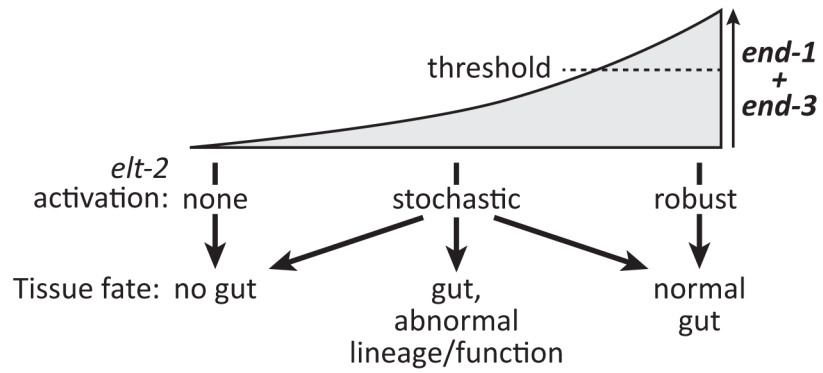 threshold
end-1
+
end-3
elt-2
activation: none stochastic robust
Tissue fate: no gut gut, normal
abnormal gut
lineage/function